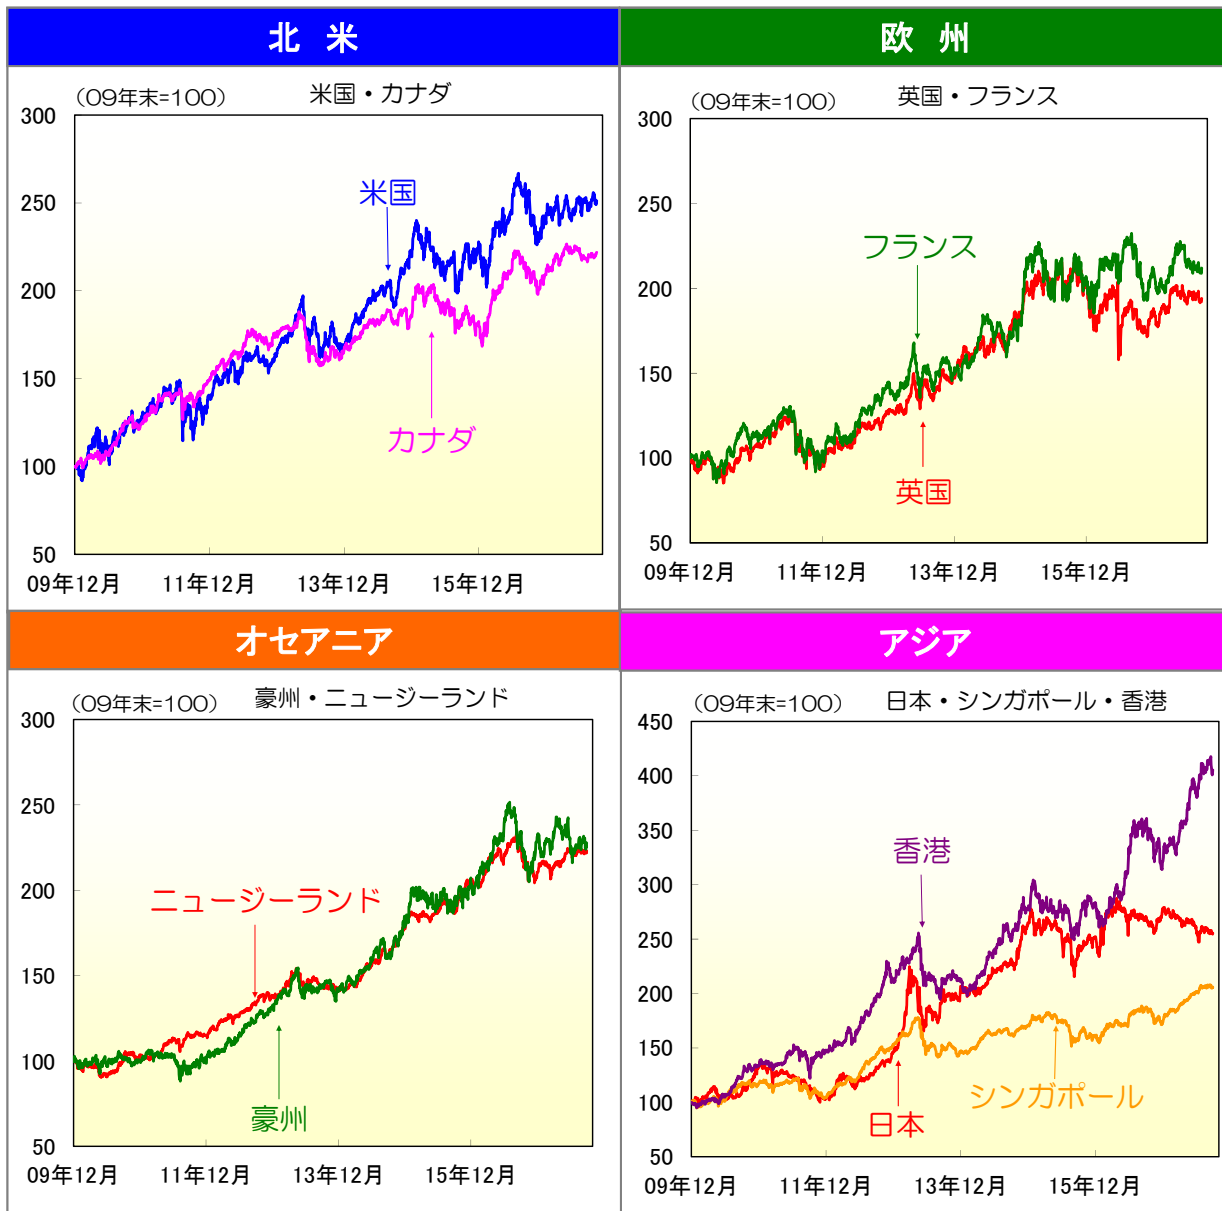 北 米
（09年末=100）
米国・カナダ
300
250
200
150
100
50
米国
カナダ
09年12月
11年12月
13年12月
15年12月
欧 州
（09年末=100）
英国・フランス
300
250
200
150
100
50
フランス
英国
09年12月
11年12月
13年12月
15年12月
オセアニア
（09年末=100）
豪州・ニュージーランド
300
250
200
150
100
50
ニュージーランド
豪州
09年12月
11年12月
13年12月
15年12月
アジア
（09年末=100）
日本・シンガポール・香港
450
400
350
300
250
200
150
100
50
香港
シンガポール
日本
09年12月
11年12月
13年12月
15年12月